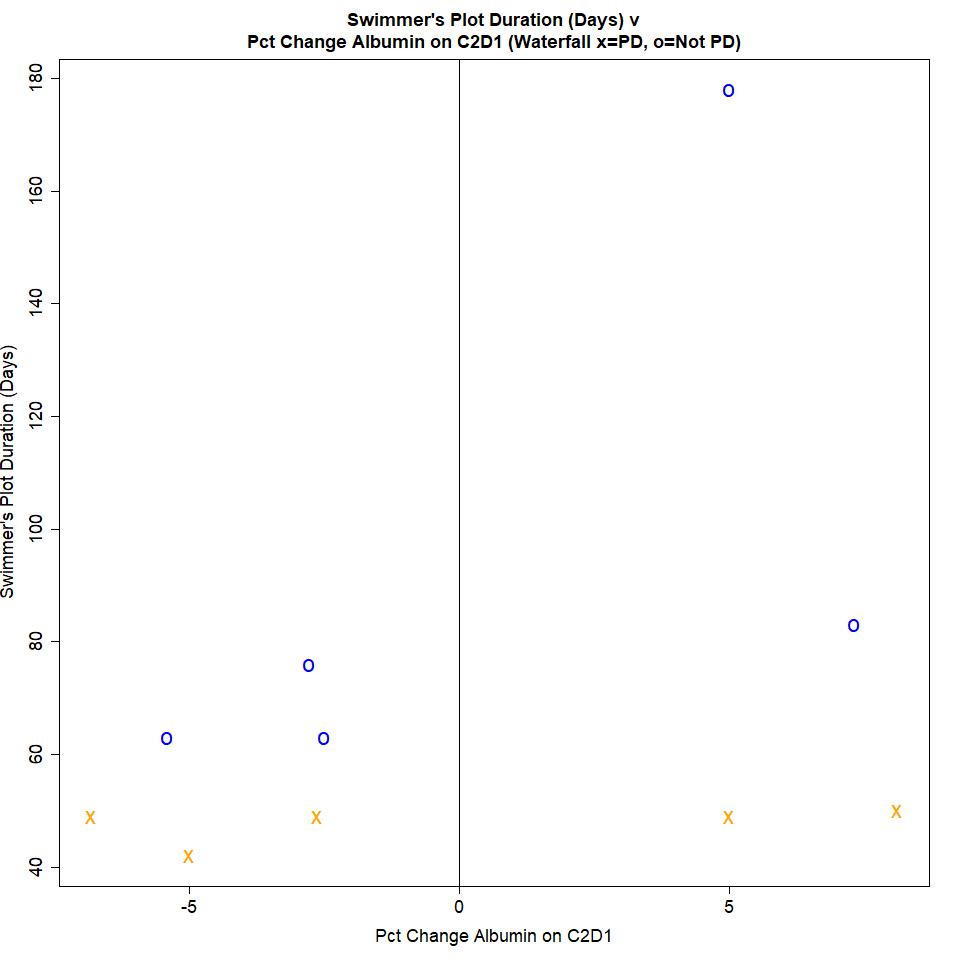 Swimmer's Plot Duration (Days) v
Pct Change Albumin on C2D1 (Waterfall x=PD, o=Not PD)
Swimmer's Plot Duration (Days)
180
160
140
120
100
80
60
40
o
o
o
o
o
x
x
x
x
x
-5
0
5
Pct Change Albumin on C2D1